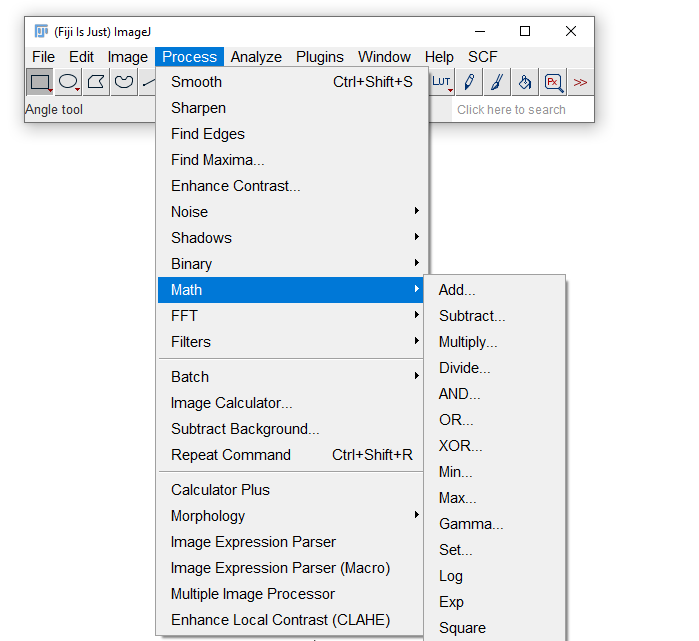 (Fiji Is Just) ImageJ
File Edit Image Process Analyze Plugins Window Help SCF
LUT Px >>
Angle tool
Click here to search
Smooth Ctrl+Shift+S
Sharpen
Find Edges
Find Maxima...
Enhance Contrast...
Noise
Shadows
Binary
Math
FFT
Filters
Batch
Image Calculator...
Subtract Background...
Repeat Command Ctrl+Shift+R
Calculator Plus
Morphology
Image Expression Parser
Image Expression Parser (Macro)
Multiple Image Processor
Enhance Local Contrast (CLAHE)
Add...
Subtract...
Multiply...
Divide...
AND...
OR...
XOR...
Min...
Max...
Gamma...
Set...
Log
Exp
Square